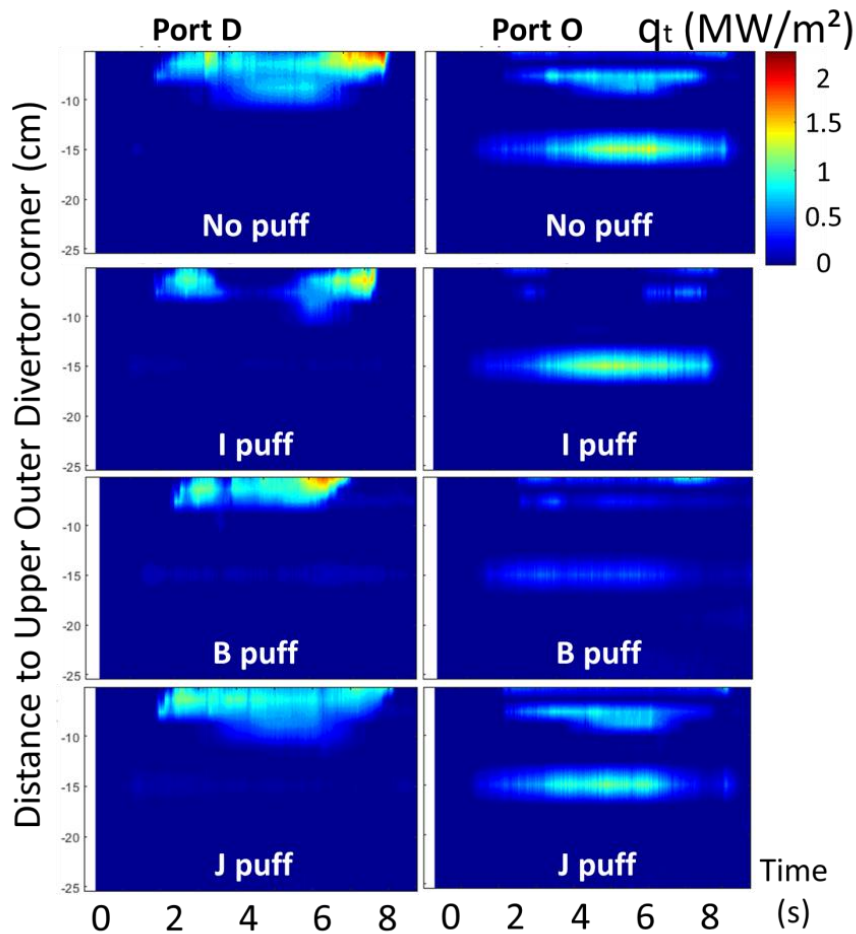 Port D
Port O
qt (MW/m²)
Distance to Upper Outer Divertor corner (cm)
-10
-15
-20
-25
No puff
No puff
2
1.5
1
0.5
0
-10
-15
-20
-25
I puff
I puff
-10
-15
-20
-25
B puff
B puff
-10
-15
-20
-25
J puff
J puff
Time
(s)
0 2 4 6 8
0 2 4 6 8